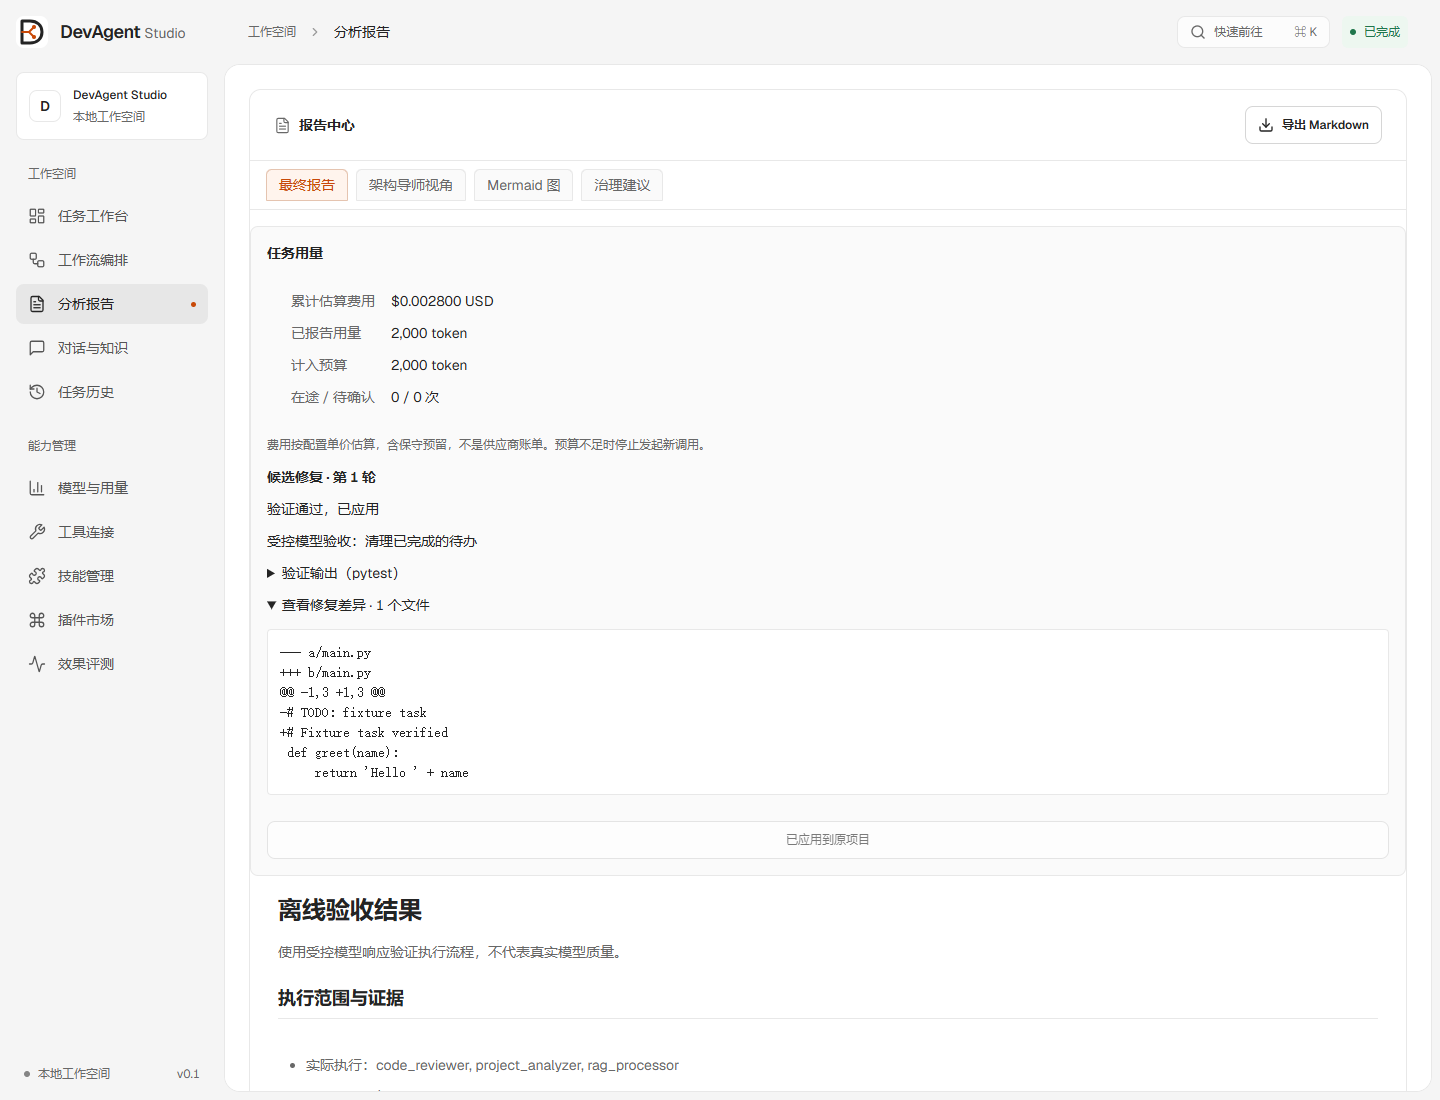 DevAgent Studio
工作空间 > 分析报告
快速前往 ⌘ K
已完成
D
DevAgent Studio
本地工作空间
工作空间
任务工作台
工作流编排
分析报告
对话与知识
任务历史
能力管理
模型与用量
工具连接
技能管理
插件市场
效果评测
本地工作空间 v0.1
报告中心
导出 Markdown
最终报告 架构导师视角 Mermaid 图 治理建议
任务用量
累计估算费用 $0.002800 USD
已报告用量 2,000 token
计入预算 2,000 token
在途 / 待确认 0 / 0 次
费用按配置单价估算，含保守预留，不是供应商账单。预算不足时停止发起新调用。
候选修复 · 第 1 轮
验证通过，已应用
受控模型验收：清理已完成的待办
▶ 验证输出（pytest）
▼ 查看修复差异 · 1 个文件
--- a/main.py
+++ b/main.py
@@ -1,3 +1,3 @@
-# TODO: fixture task
+# Fixture task verified
 def greet(name):
     return 'Hello ' + name
已应用到原项目
离线验收结果
使用受控模型响应验证执行流程，不代表真实模型质量。
执行范围与证据
• 实际执行：code_reviewer, project_analyzer, rag_processor